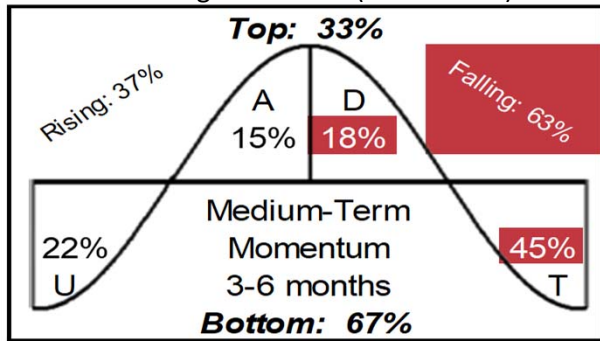 Top: 33%
Rising: 37%
Falling: 63%
A
D
15%
18%
Medium-Term
22%
Momentum
45%
U
3-6 months
T
Bottom: 67%